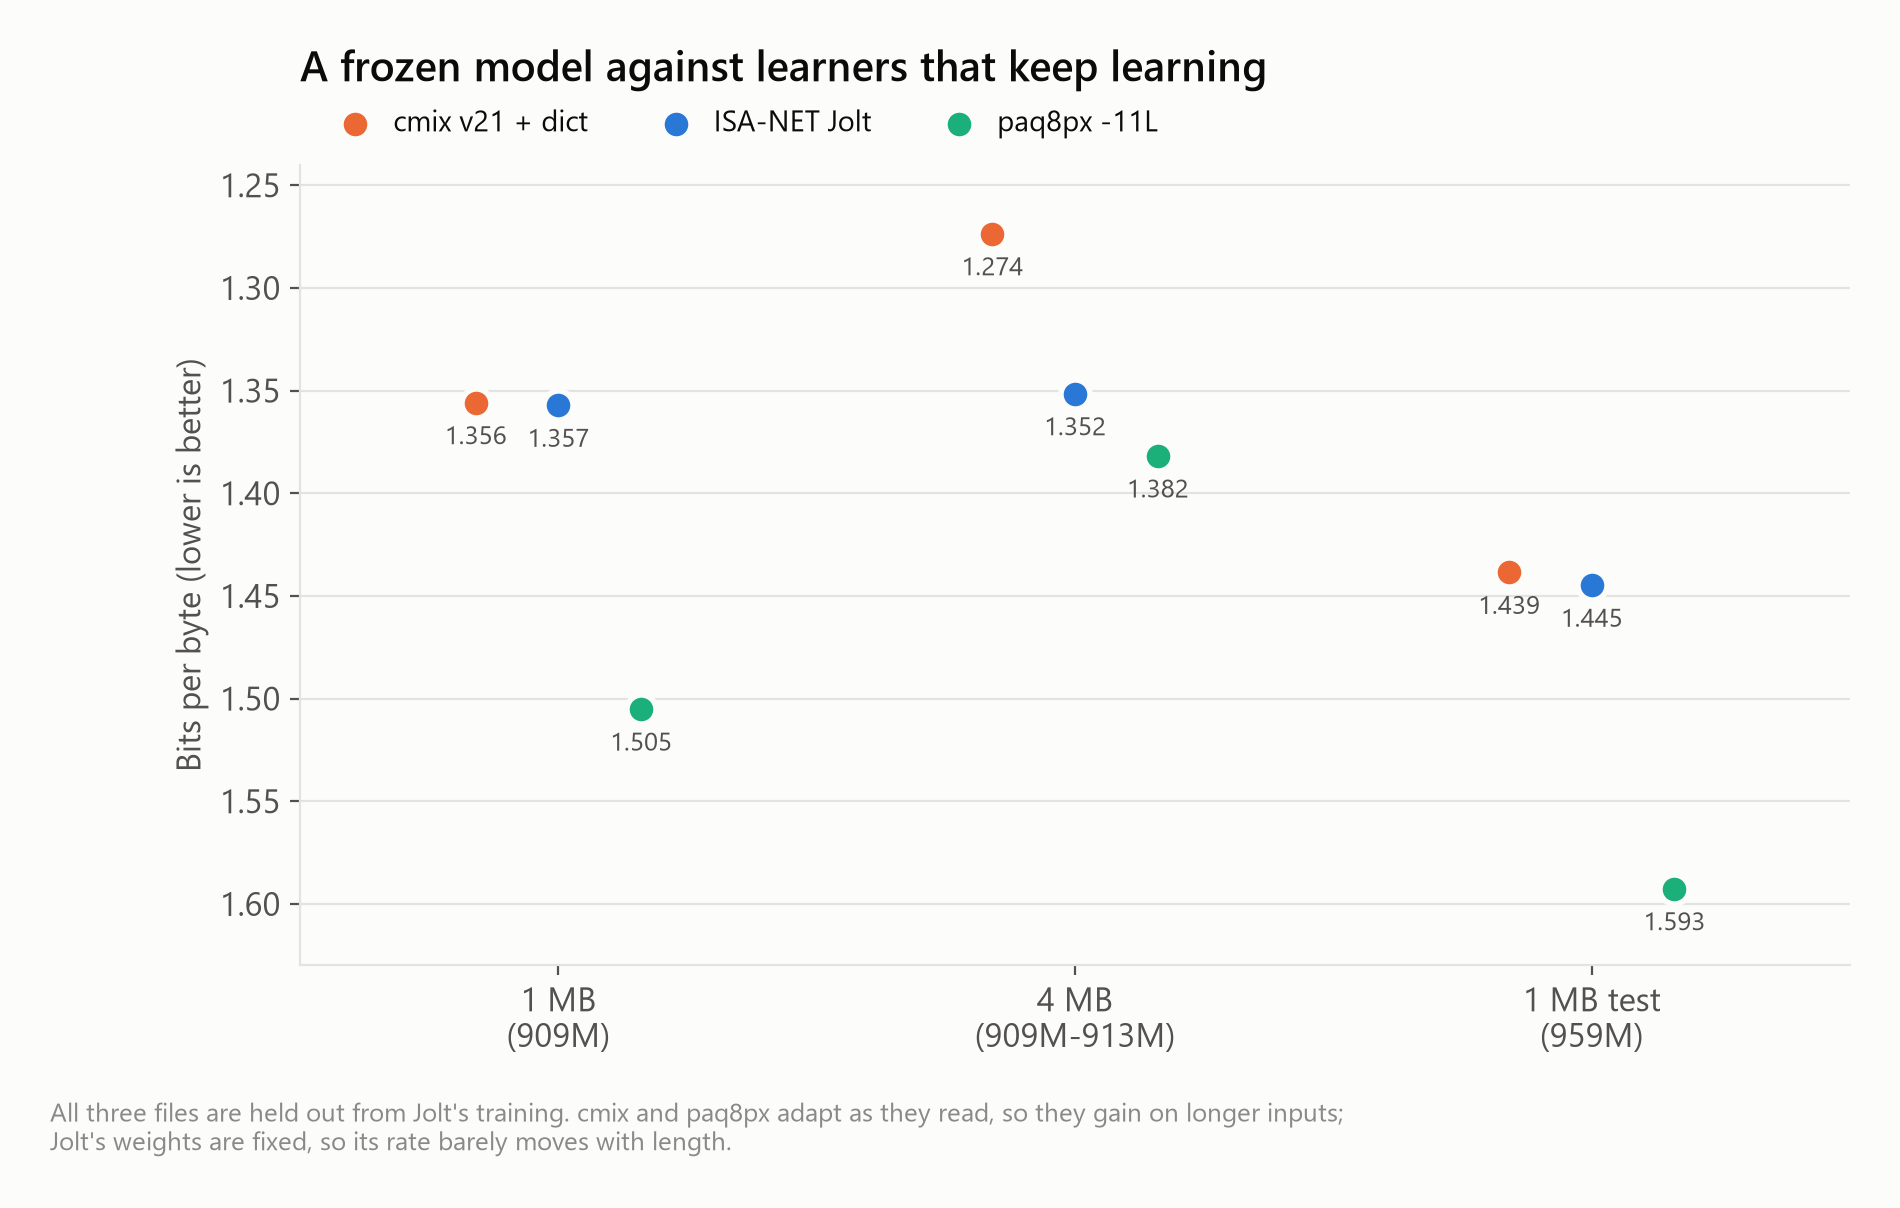 A frozen model against learners that keep learning
cmix v21 + dict ISA-NET Jolt paq8px -11L
Bits per byte (lower is better)
1.25
1.30
1.35
1.40
1.45
1.50
1.55
1.60
1.274
1.356 1.357
1.352
1.382
1.439 1.445
1.505
1.593
1 MB
(909M)
4 MB
(909M-913M)
1 MB test
(959M)
All three files are held out from Jolt's training. cmix and paq8px adapt as they read, so they gain on longer inputs;
Jolt's weights are fixed, so its rate barely moves with length.